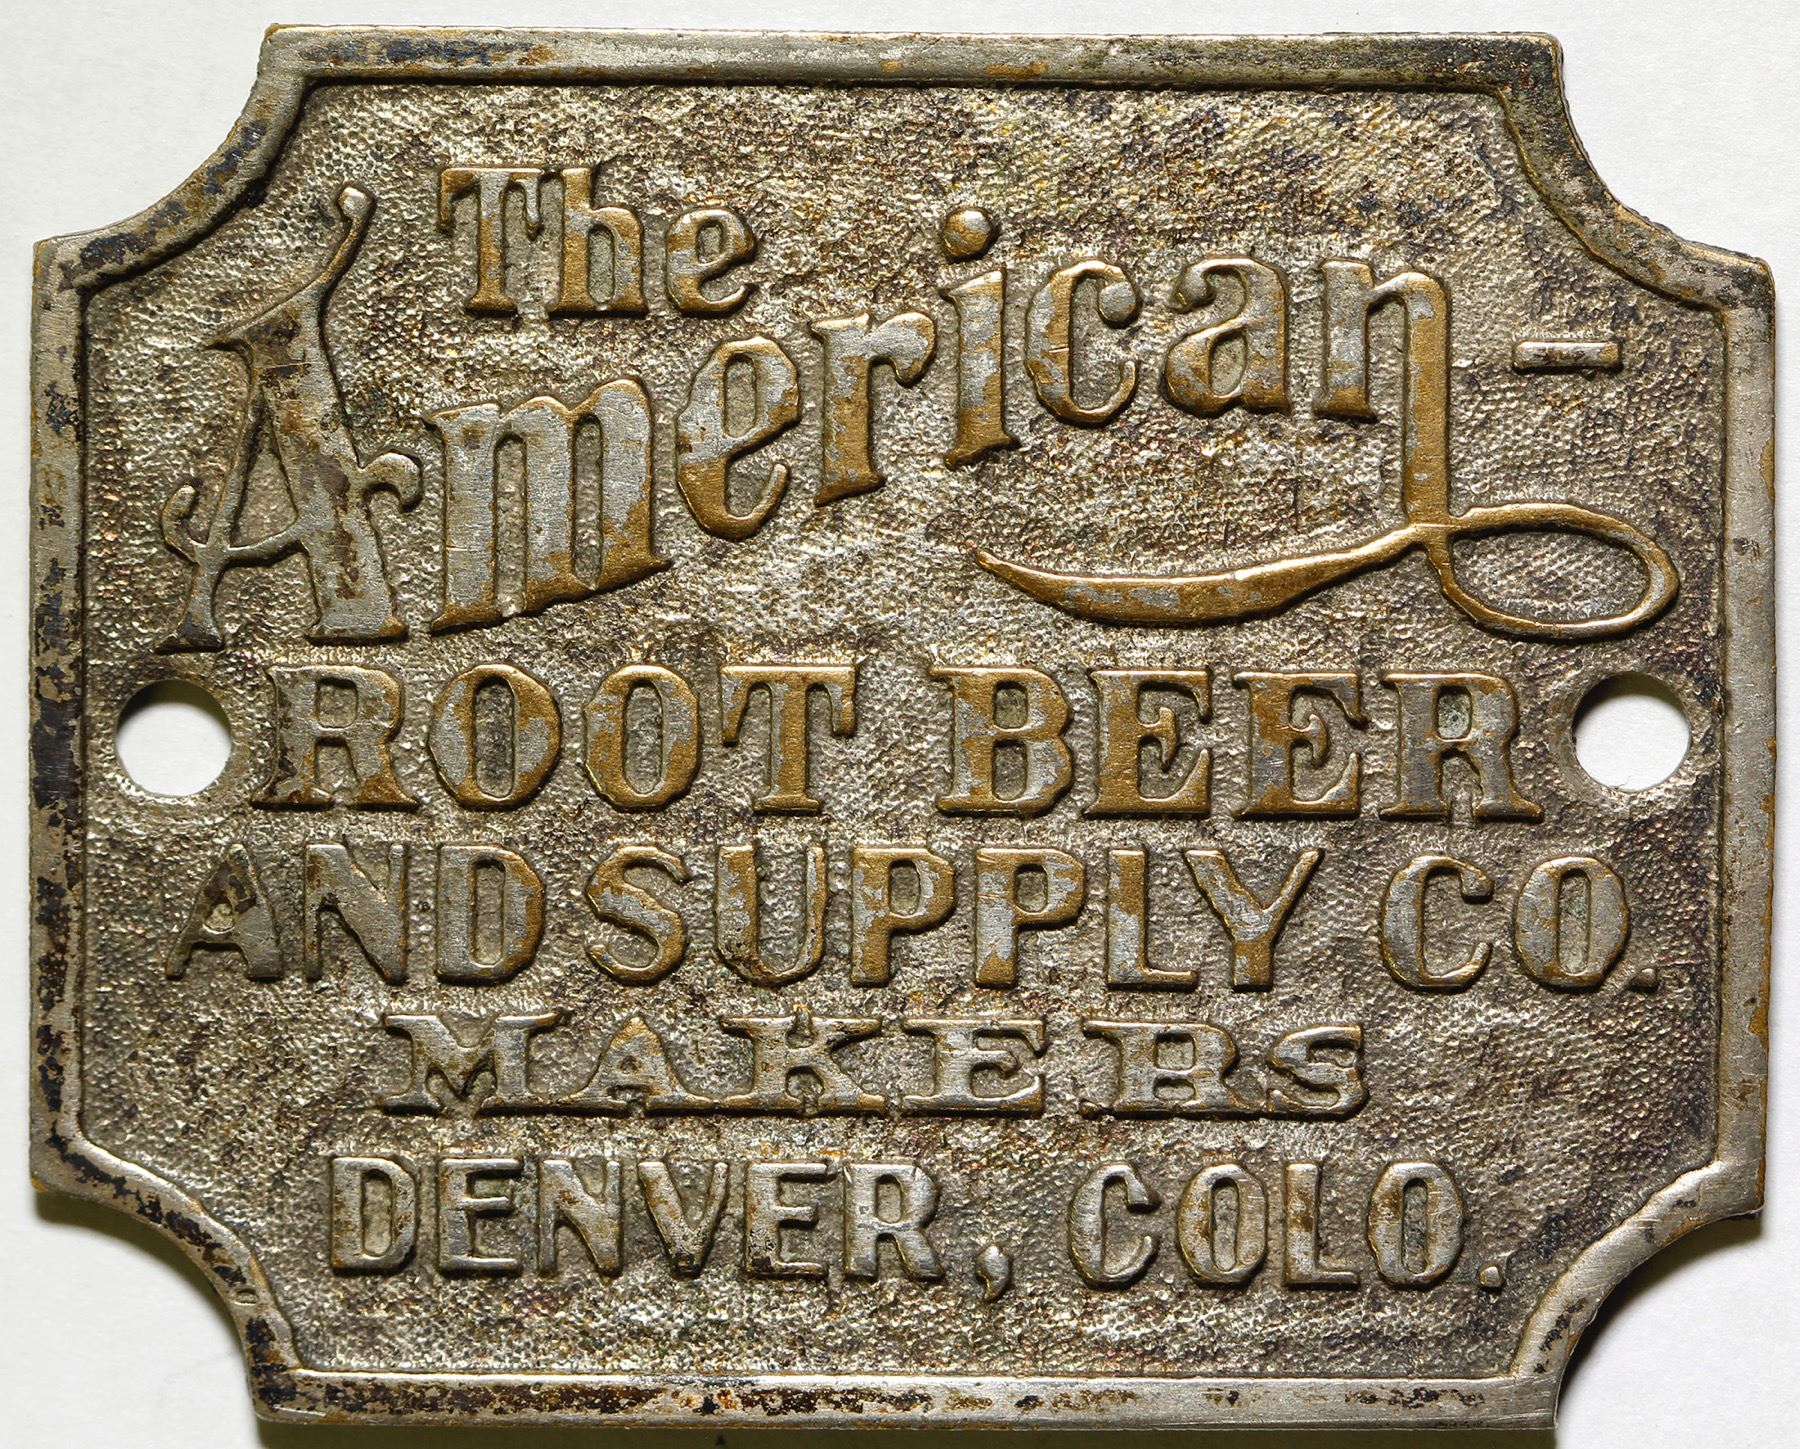 The
American-
ROOT BEER
AND SUPPLY CO.
MAKERS
DENVER, COLO.